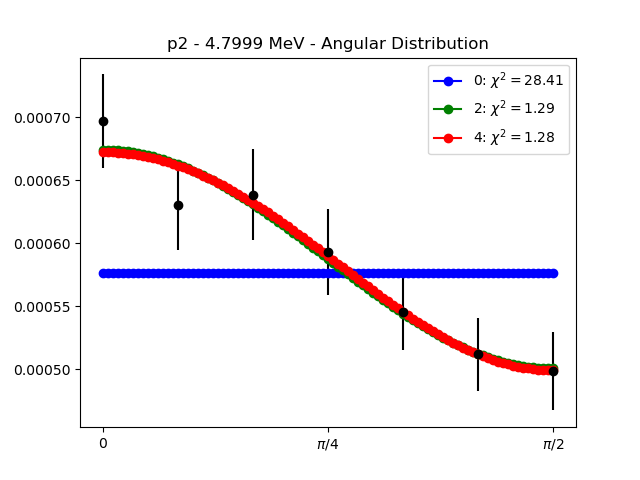 p2 - 4.7999 MeV - Angular Distribution
0: χ² = 28.41
2: χ² = 1.29
4: χ² = 1.28
0.00070
0.00065
0.00060
0.00055
0.00050
0
π/4
π/2